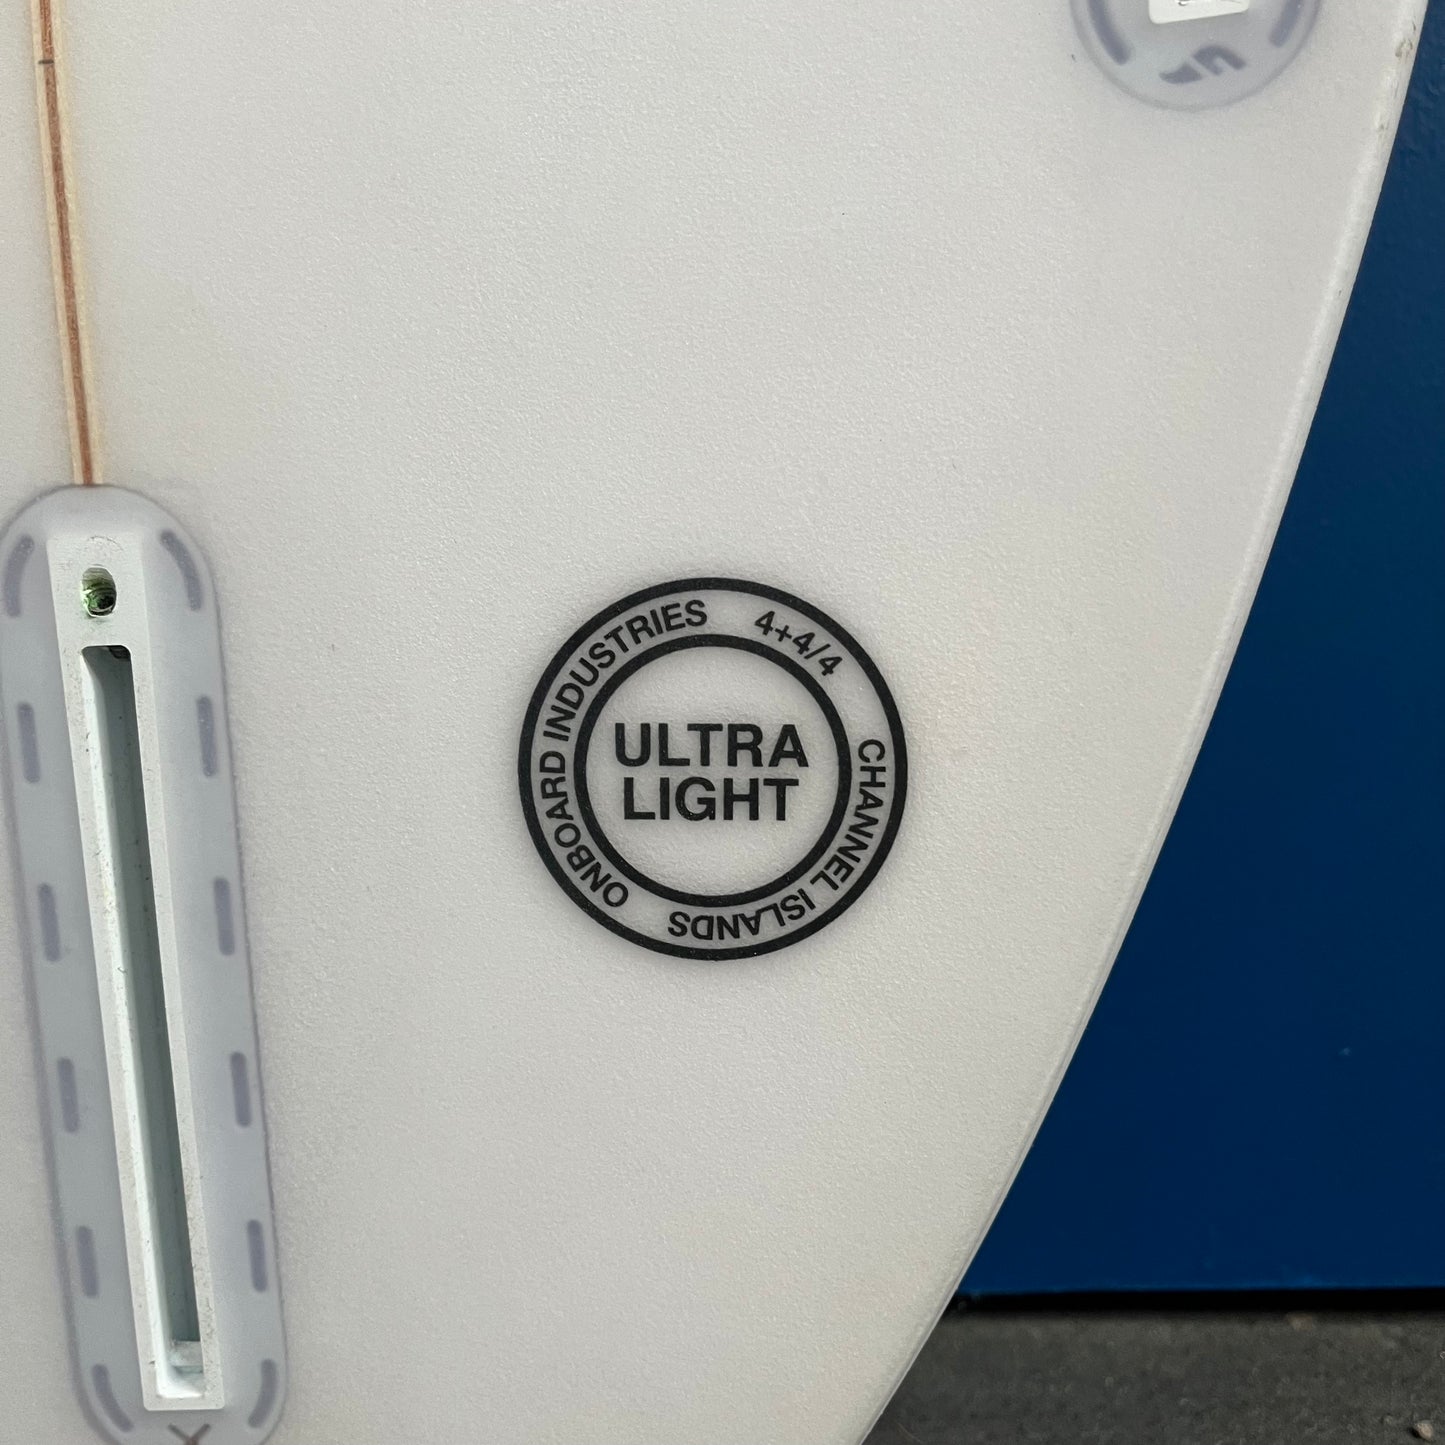 ONBOARD INDUSTRIES
4+4/4
CHANNEL ISLANDS
ULTRA
LIGHT